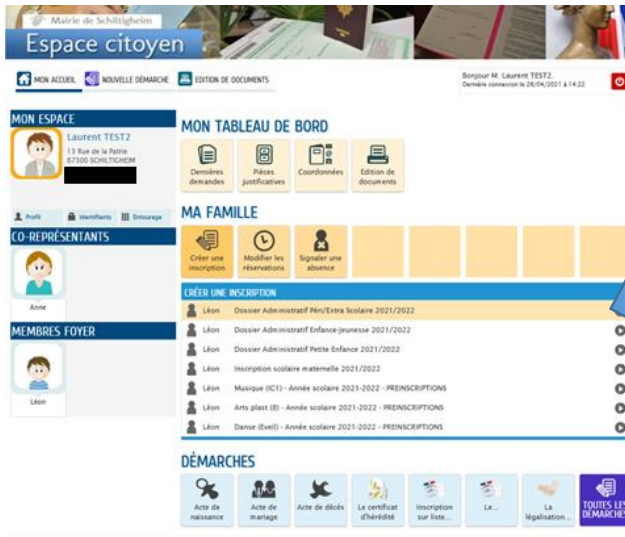 Mairie de Schiltigheim
Espace citoyen
MON ACCUEIL NOUVELLE DÉMARCHE EDITION DE DOCUMENTS
Bonjour M. Laurent TEST2.
Dernière connexion le 28/04/2021 à 14:22
MON ESPACE
Laurent TEST2
13 Rue de la Patrie
67300 SCHILTIGHEIM
Profil Identifiants Entourage
CO-REPRÉSENTANTS
Anne
MEMBRES FOYER
Léon
MON TABLEAU DE BORD
Dernières demandes
Pièces justificatives
Coordonnées
Edition de documents
MA FAMILLE
Créer une inscription
Modifier les réservations
Signaler une absence
CRÉER UNE INSCRIPTION
Léon Dossier Administratif Péri/Extra Scolaire 2021/2022
Léon Dossier Administratif Enfance-Jeunesse 2021/2022
Léon Dossier Administratif Petite Enfance 2021/2022
Léon Inscription scolaire maternelle 2021/2022
Léon Musique (IC1) - Année scolaire 2021-2022 - PREINSCRIPTIONS
Léon Arts plast (E) - Année scolaire 2021-2022 - PREINSCRIPTIONS
Léon Danse (Eveil) - Année scolaire 2021-2022 - PREINSCRIPTIONS
DÉMARCHES
Acte de naissance
Acte de mariage
Acte de décès
Le certificat d'hérédité
Inscription sur liste...
Le...
La légalisation...
TOUTES LES DÉMARCHES